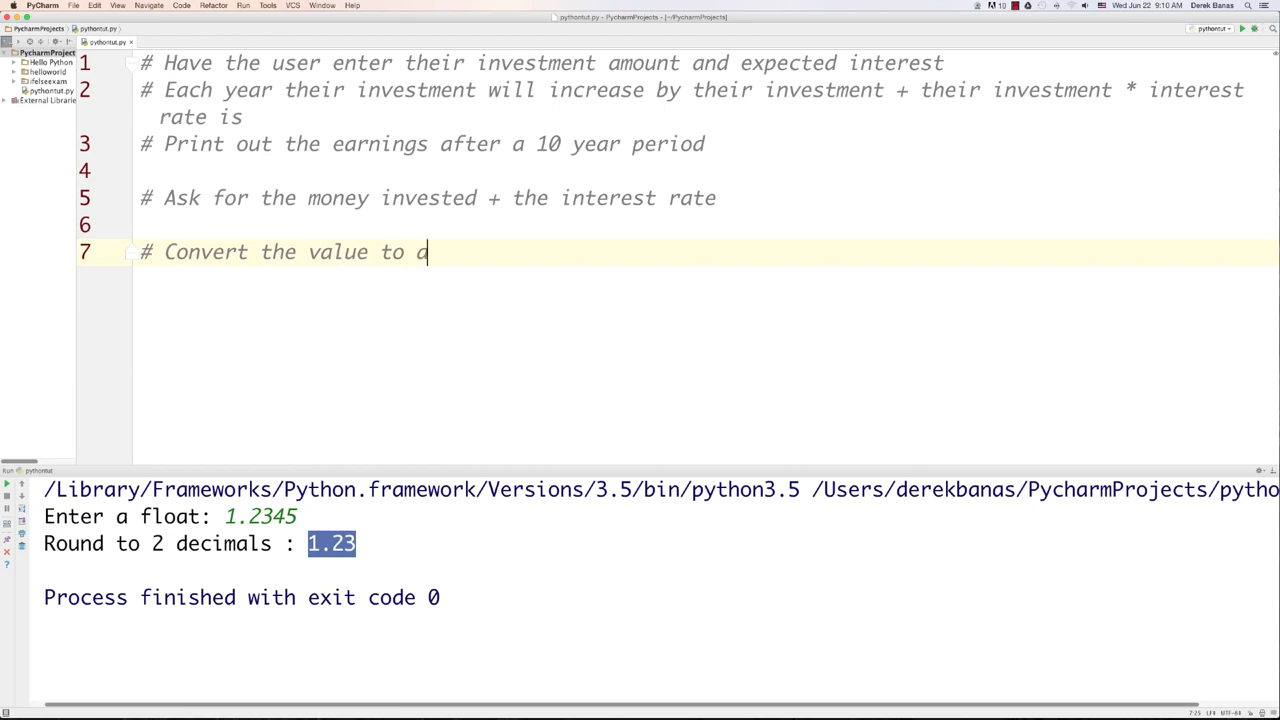 PyCharm File Edit View Navigate Code Refactor Run Tools VCS Window Help 10 Wed Jun 22 9:10 AM Derek Banas
pythontut.py - PycharmProjects - [~/PycharmProjects]
PycharmProjects pythontut.py pythontut
pythontut.py ×
PycharmProject
Hello Python
helloworld
ifelseexam
pythontut.py
External Librarie
1 # Have the user enter their investment amount and expected interest
2 # Each year their investment will increase by their investment + their investment * interest
rate is
3 # Print out the earnings after a 10 year period
4
5 # Ask for the money invested + the interest rate
6
7 # Convert the value to a
Run pythontut
/Library/Frameworks/Python.framework/Versions/3.5/bin/python3.5 /Users/derekbanas/PycharmProjects/pytho
Enter a float: 1.2345
Round to 2 decimals : 1.23
Process finished with exit code 0
7:25 LF UTF-8